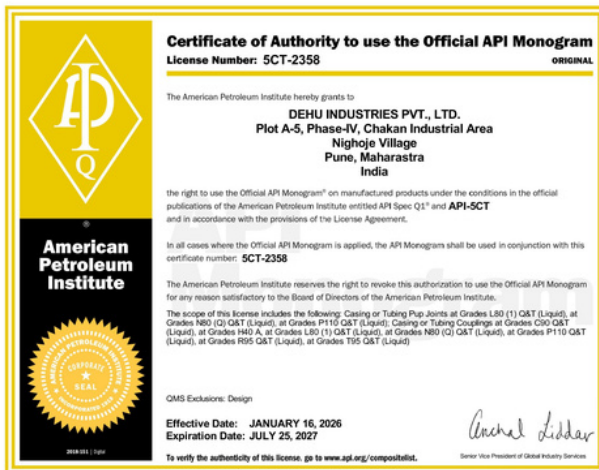 Certificate of Authority to use the Official API Monogram
License Number: 5CT-2358
ORIGINAL
The American Petroleum Institute hereby grants to
DEHU INDUSTRIES PVT., LTD.
Plot A-5, Phase-IV, Chakan Industrial Area
Nighoje Village
Pune, Maharastra
India
the right to use the Official API Monogram® on manufactured products under the conditions in the official
publications of the American Petroleum Institute entitled API Spec Q1® and API-5CT
and in accordance with the provisions of the License Agreement.
In all cases where the Official API Monogram is applied, the API Monogram shall be used in conjunction with this
certificate number: 5CT-2358
The American Petroleum Institute reserves the right to revoke this authorization to use the Official API Monogram
for any reason satisfactory to the Board of Directors of the American Petroleum Institute.
The scope of this license includes the following: Casing or Tubing Pup Joints at Grades L80 (1) Q&T (Liquid), at
Grades N80 (Q) Q&T (Liquid), at Grades P110 Q&T (Liquid); Casing or Tubing Couplings at Grades C90 Q&T
(Liquid), at Grades H40 A, at Grades L80 (1) Q&T (Liquid), at Grades N80 (Q) Q&T (Liquid), at Grades P110 Q&T
(Liquid), at Grades R95 Q&T (Liquid), at Grades T95 Q&T (Liquid)
QMS Exclusions: Design
Effective Date: JANUARY 16, 2026
Expiration Date: JULY 25, 2027
To verify the authenticity of this license, go to www.api.org/compositelist.
Anchal Liddar
Senior Vice President of Global Industry Services
API
Q
®
American
Petroleum
Institute
AMERICAN PETROLEUM INSTITUTE
CORPORATE
SEAL
INCORPORATED 1919
2018-151 | Digital
API
Monogram